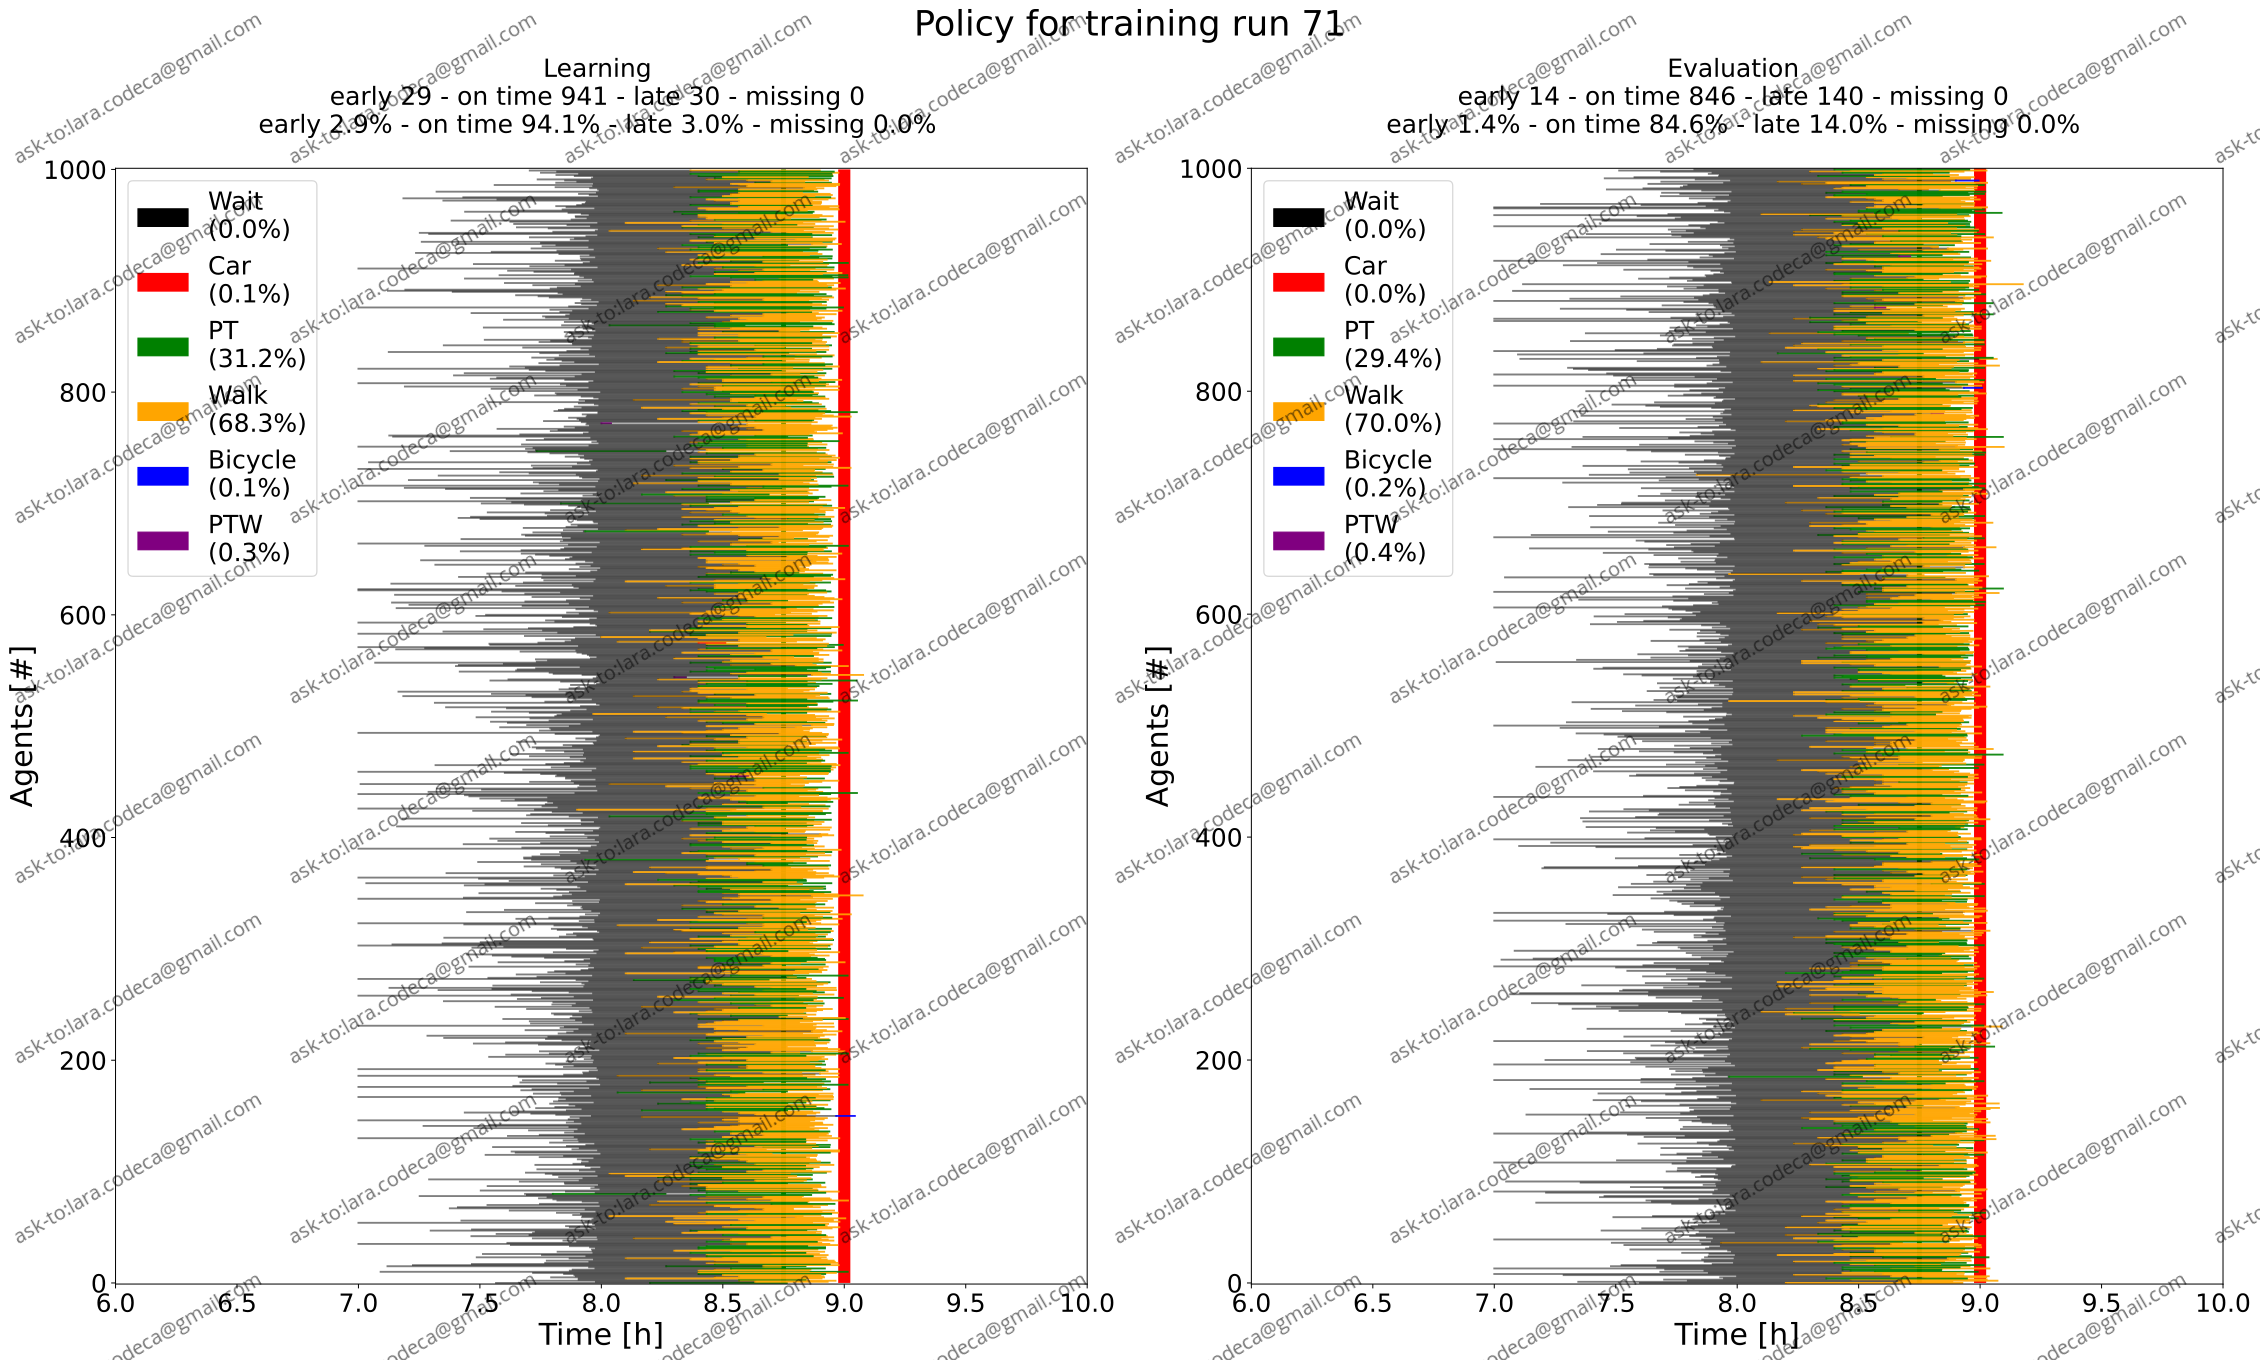 Policy for training run 71
Learning
early 29 - on time 941 - late 30 - missing 0
early 2.9% - on time 94.1% - late 3.0% - missing 0.0%
1000
800
600
400
200
0
Agents [#]
Wait
(0.0%)
Car
(0.1%)
PT
(31.2%)
Walk
(68.3%)
Bicycle
(0.1%)
PTW
(0.3%)
6.0 6.5 7.0 7.5 8.0 8.5 9.0 9.5 10.0
Time [h]
Evaluation
early 14 - on time 846 - late 140 - missing 0
early 1.4% - on time 84.6% - late 14.0% - missing 0.0%
1000
800
600
400
200
0
Agents [#]
Wait
(0.0%)
Car
(0.0%)
PT
(29.4%)
Walk
(70.0%)
Bicycle
(0.2%)
PTW
(0.4%)
6.0 6.5 7.0 7.5 8.0 8.5 9.0 9.5 10.0
Time [h]
ask-to:lara.codeca@gmail.com